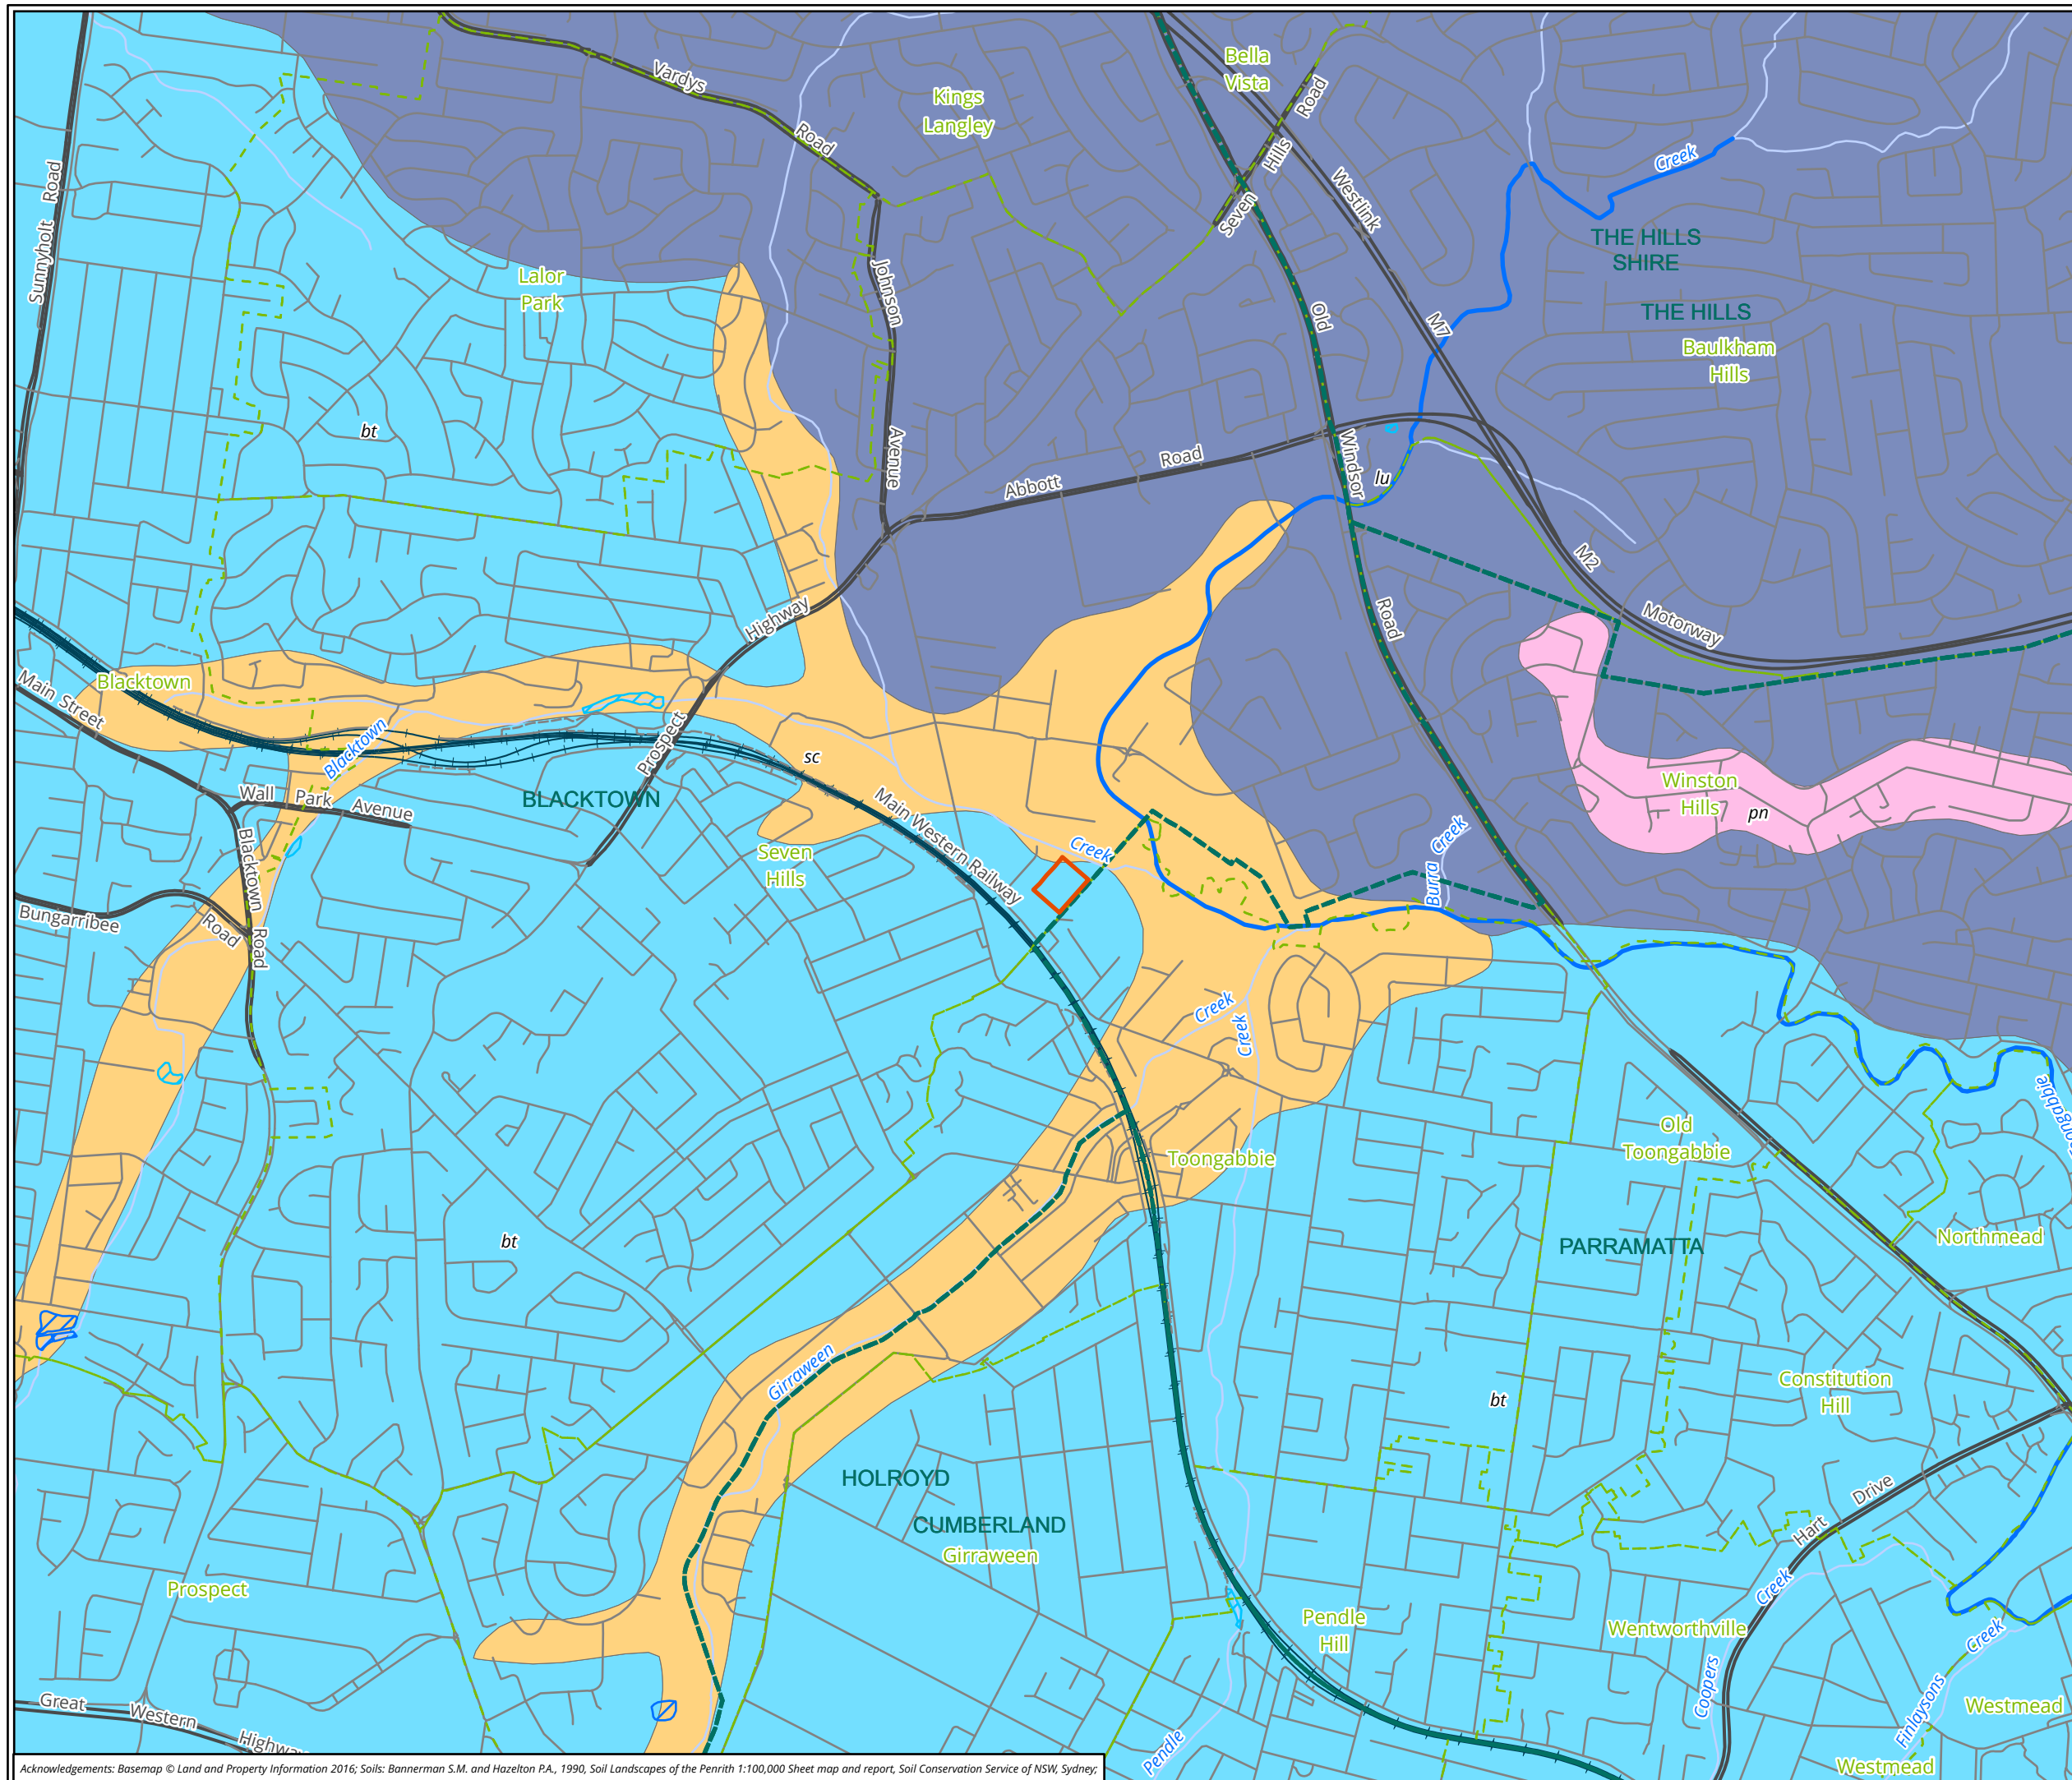 Vardys
Road
Kings
Langley
Bella
Vista
Seven
Hills
Road
Westlink
M7
Creek
THE HILLS
SHIRE
THE HILLS
Baulkham
Hills
Sunnyholt
Road
Lalor
Park
Johnson
Avenue
Old
Windsor
Road
bt
Abbott
Road
lu
M2
Motorway
Prospect
Highway
Blacktown
Main Street
Blacktown
sc
Wall Park Avenue
BLACKTOWN
Main Western Railway
Winston
Hills
pn
Seven
Hills
Creek
Burra
Creek
Blacktown
Road
Bungarribee
Road
Creek
Creek
Toongabbie
Old
Toongabbie
bt
PARRAMATTA
Northmead
Girraween
Constitution
Hill
bt
HOLROYD
CUMBERLAND
Girraween
Hart
Drive
Prospect
Pendle
Hill
Wentworthville
Creek
Coopers
Creek
Finlaysons
Westmead
Westmead
Pendle
Great
Western
Acknowledgements: Basemap © Land and Property Information 2016; Soils: Bannerman S.M. and Hazelton P.A., 1990, Soil Landscapes of the Penrith 1:100,000 Sheet map and report, Soil Conservation Service of NSW, Sydney;